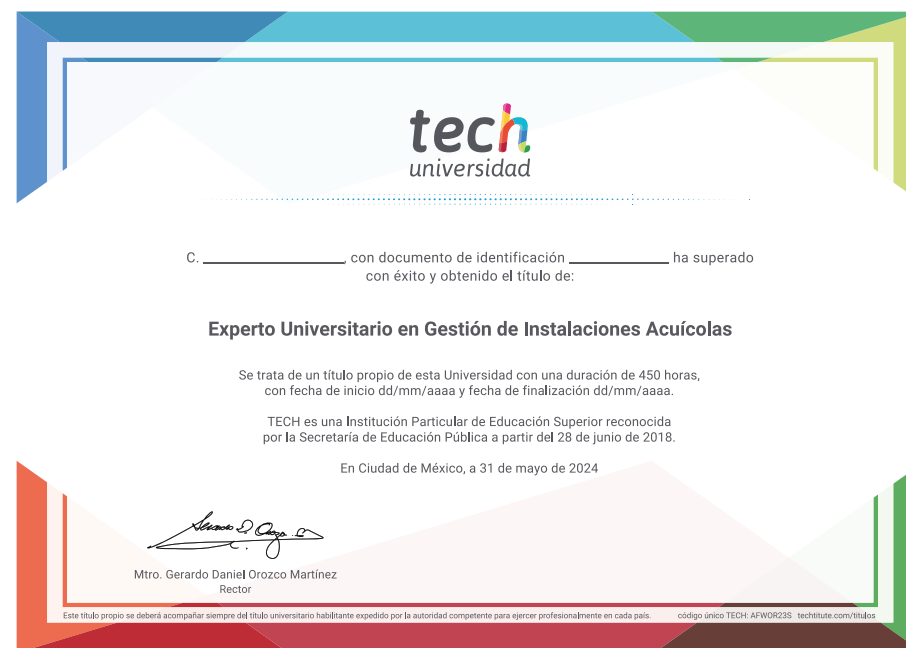 tech
universidad
C. ____________, con documento de identificación ____________ ha superado
con éxito y obtenido el título de:
Experto Universitario en Gestión de Instalaciones Acuícolas
Se trata de un título propio de esta Universidad con una duración de 450 horas,
con fecha de inicio dd/mm/aaaa y fecha de finalización dd/mm/aaaa.
TECH es una Institución Particular de Educación Superior reconocida
por la Secretaría de Educación Pública a partir del 28 de junio de 2018.
En Ciudad de México, a 31 de mayo de 2024
Mtro. Gerardo Daniel Orozco Martínez
Rector
Este título propio se deberá acompañar siempre del título universitario habilitante expedido por la autoridad competente para ejercer profesionalmente en cada país. código único TECH: AFWOR23S techtitute.com/titulos